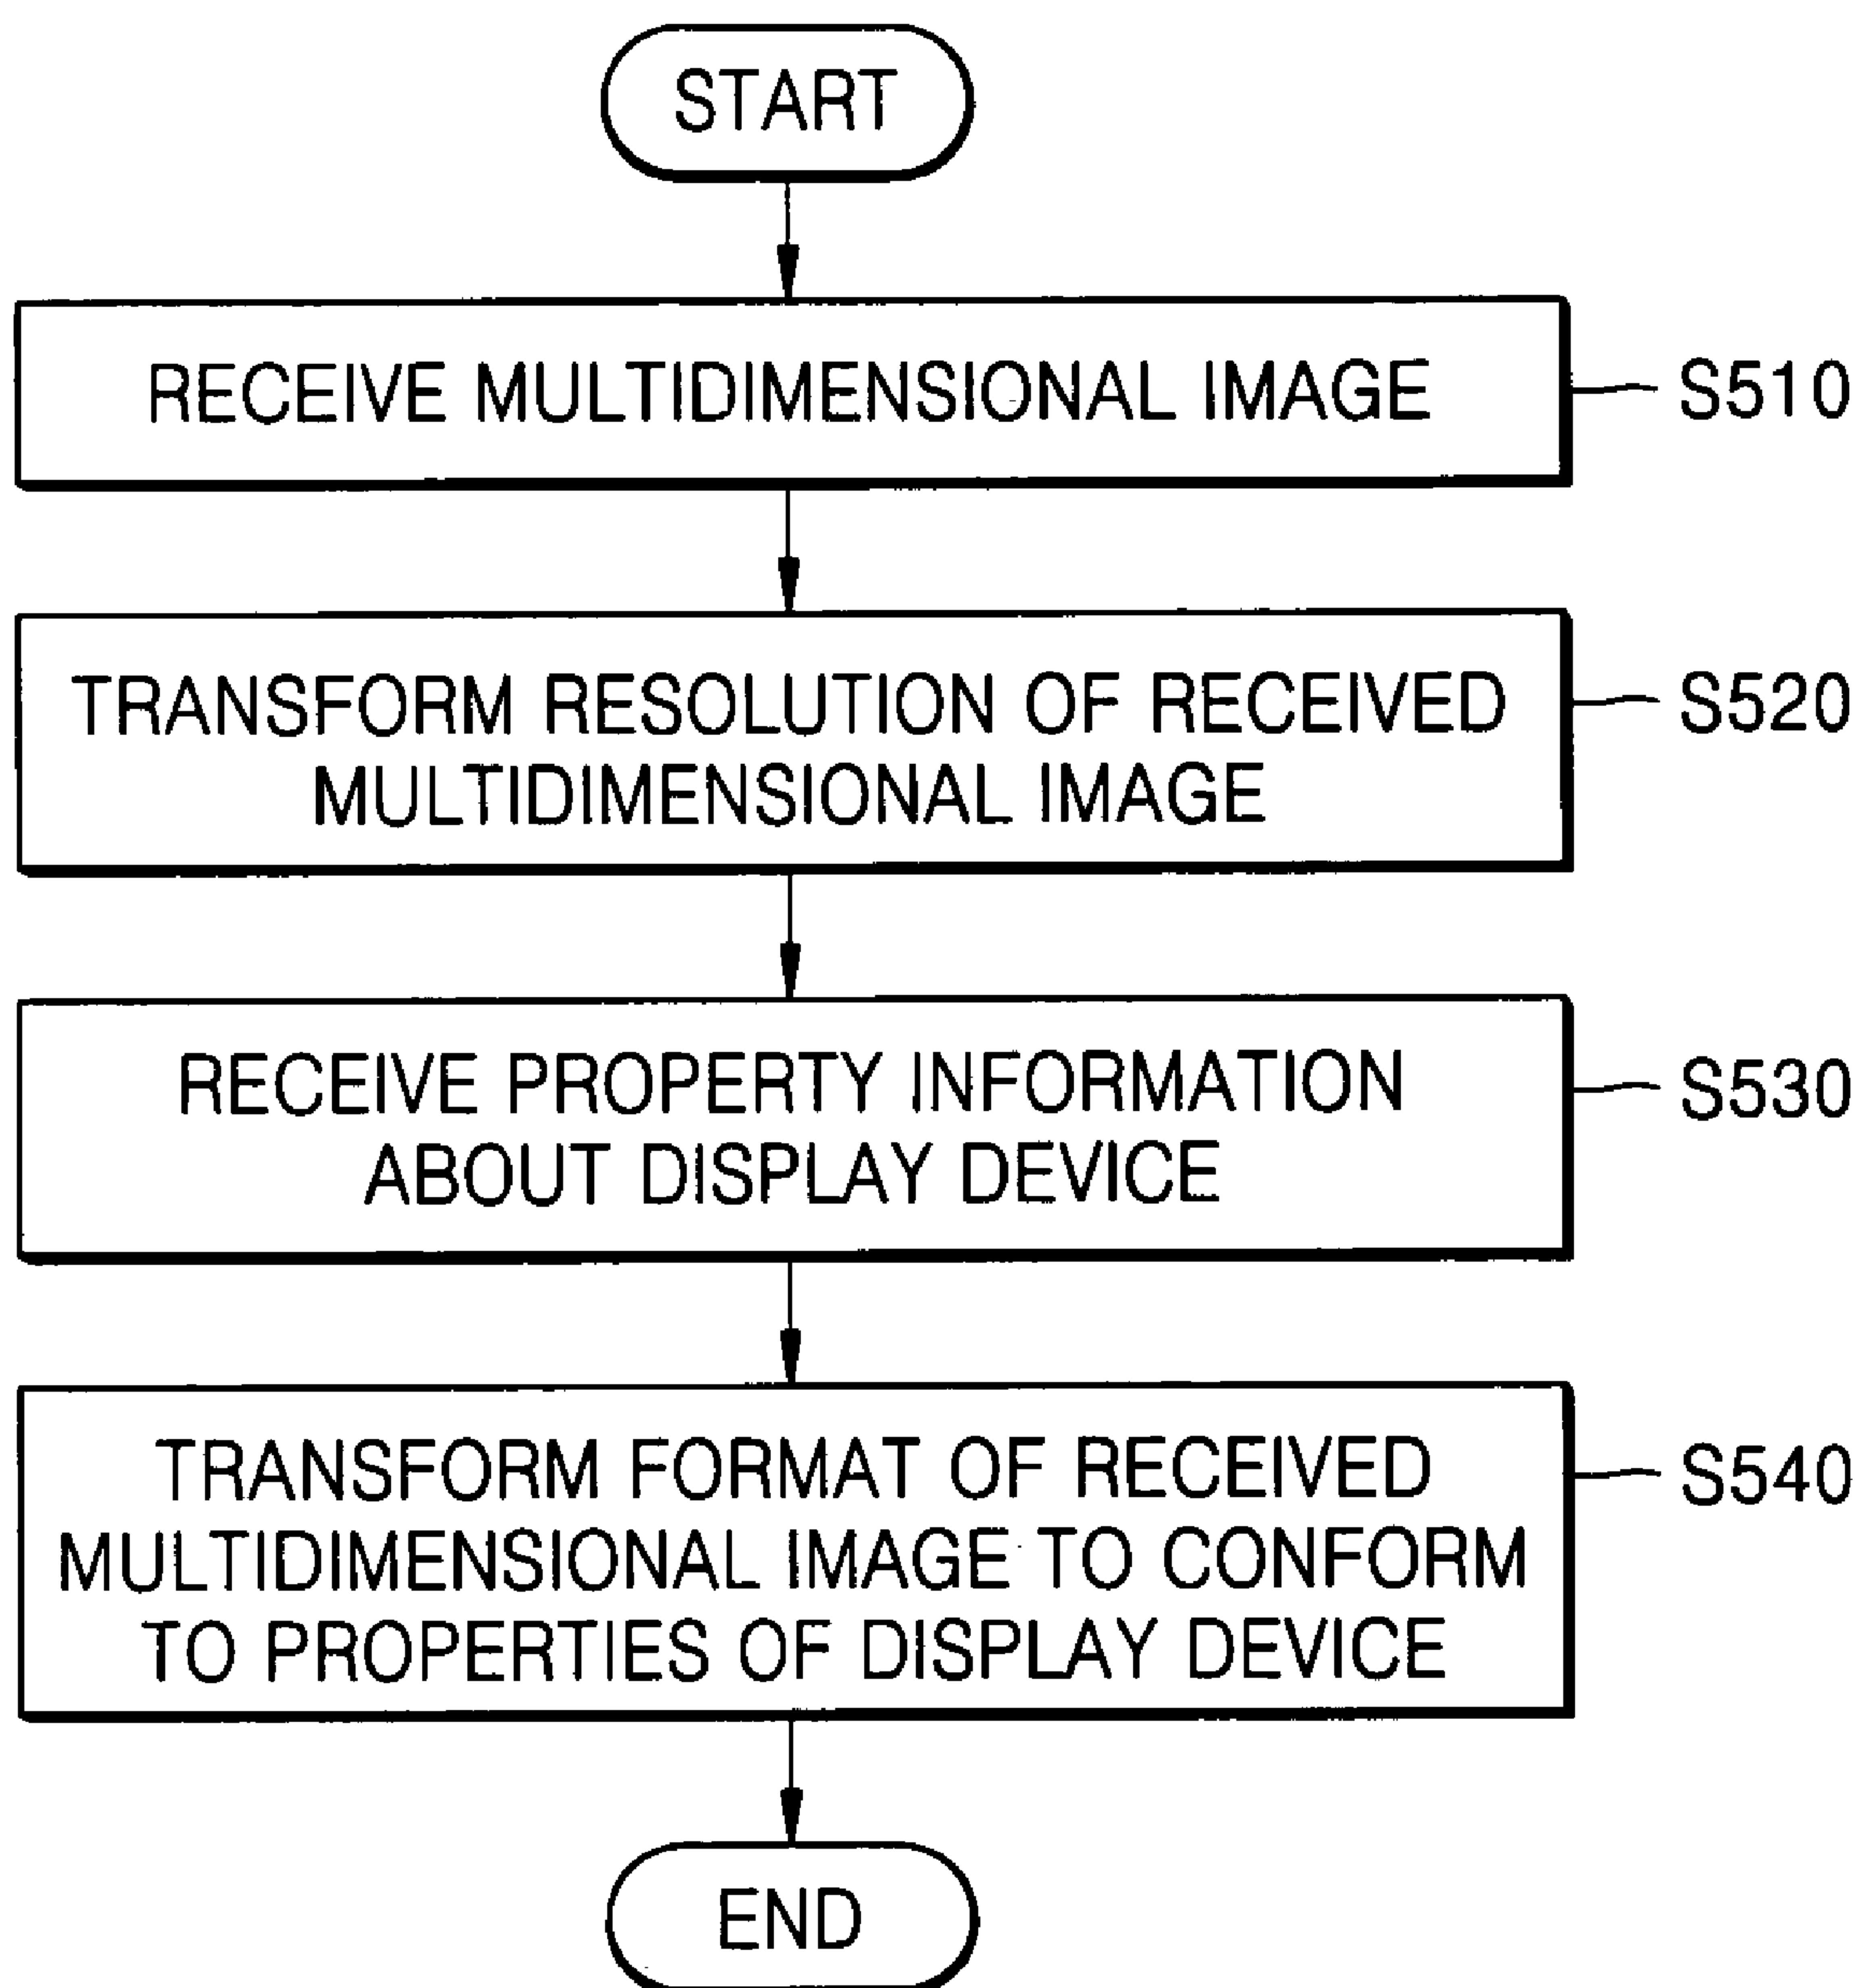 START
RECEIVE MULTIDIMENSIONAL IMAGE
S510
TRANSFORM RESOLUTION OF RECEIVED
MULTIDIMENSIONAL IMAGE
S520
RECEIVE PROPERTY INFORMATION
ABOUT DISPLAY DEVICE
S530
TRANSFORM FORMAT OF RECEIVED
MULTIDIMENSIONAL IMAGE TO CONFORM
TO PROPERTIES OF DISPLAY DEVICE
S540
END